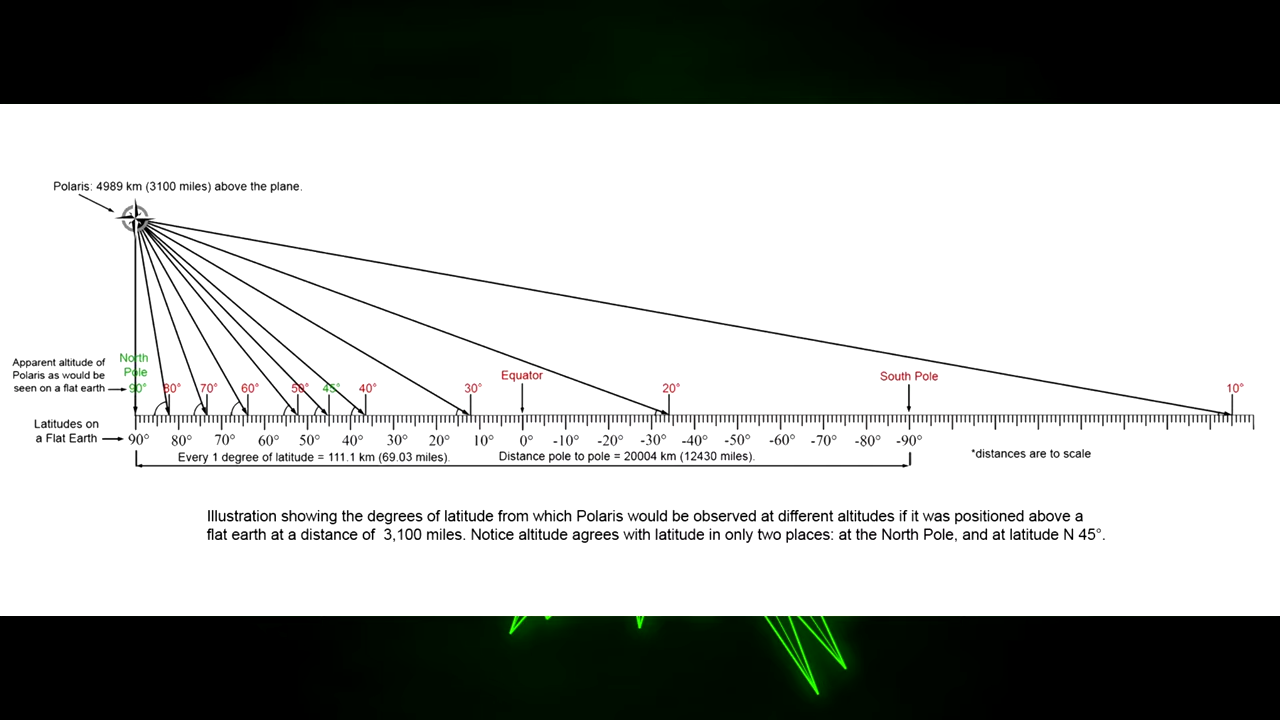 Polaris: 4989 km (3100 miles) above the plane.
Apparent altitude of
Polaris as would be
seen on a flat earth
North
Pole
90° 80° 70° 60° 50° 45° 40° 30° 20° 10°
Equator
South Pole
Latitudes on
a Flat Earth
90° 80° 70° 60° 50° 40° 30° 20° 10° 0° -10° -20° -30° -40° -50° -60° -70° -80° -90°
Every 1 degree of latitude = 111.1 km (69.03 miles). Distance pole to pole = 20004 km (12430 miles).
*distances are to scale
Illustration showing the degrees of latitude from which Polaris would be observed at different altitudes if it was positioned above a
flat earth at a distance of 3,100 miles. Notice altitude agrees with latitude in only two places: at the North Pole, and at latitude N 45°.